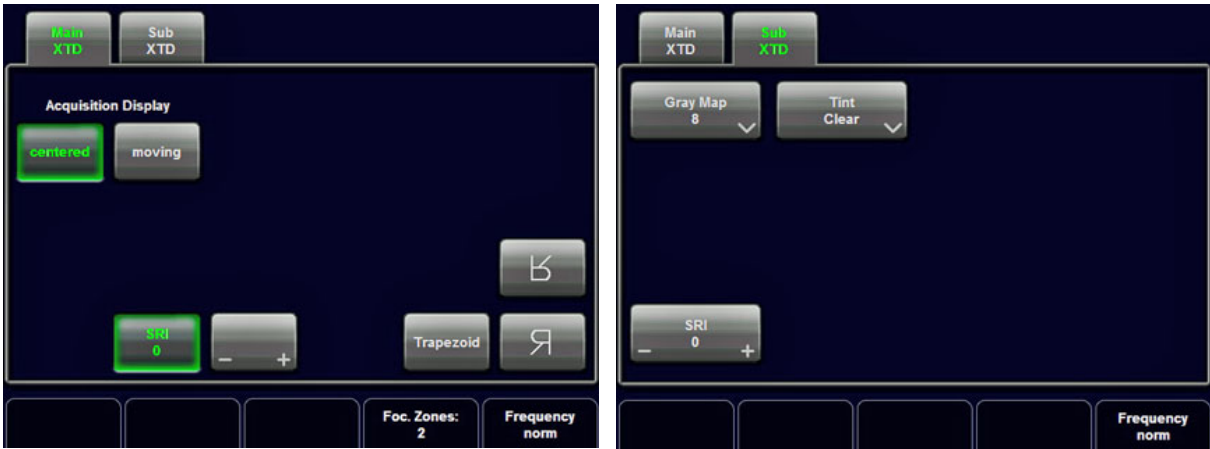 Main
XTD
Sub
XTD
Acquisition Display
centered
moving
R
SRI
0
- +
Trapezoid
Я
Foc. Zones:
2
Frequency
norm
Main
XTD
Sub
XTD
Gray Map
8
Tint
Clear
SRI
- 0 +
Frequency
norm